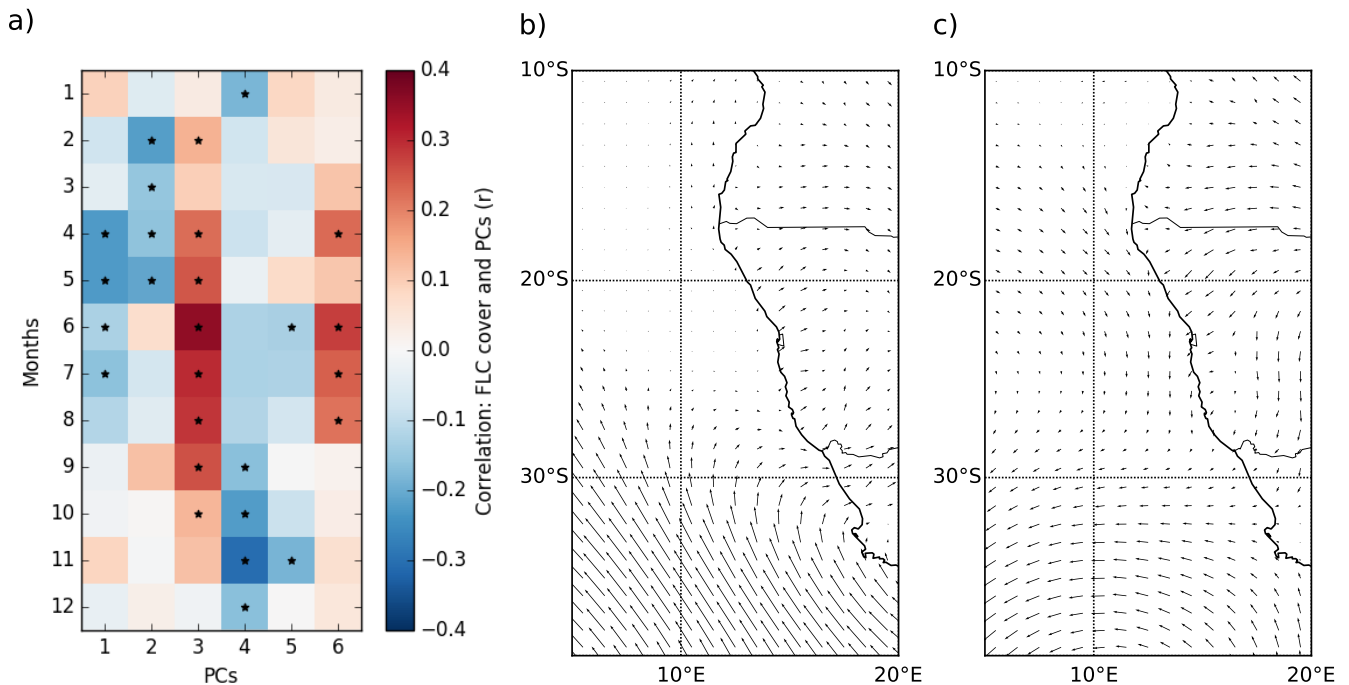 a)
1
2
3
4
5
6
7
8
9
10
11
12
Months
1 2 3 4 5 6
PCs
0.4
0.3
0.2
0.1
0.0
−0.1
−0.2
−0.3
−0.4
Correlation: FLC cover and PCs (r)
b)
10°S
20°S
30°S
10°E 20°E
c)
10°S
20°S
30°S
10°E 20°E